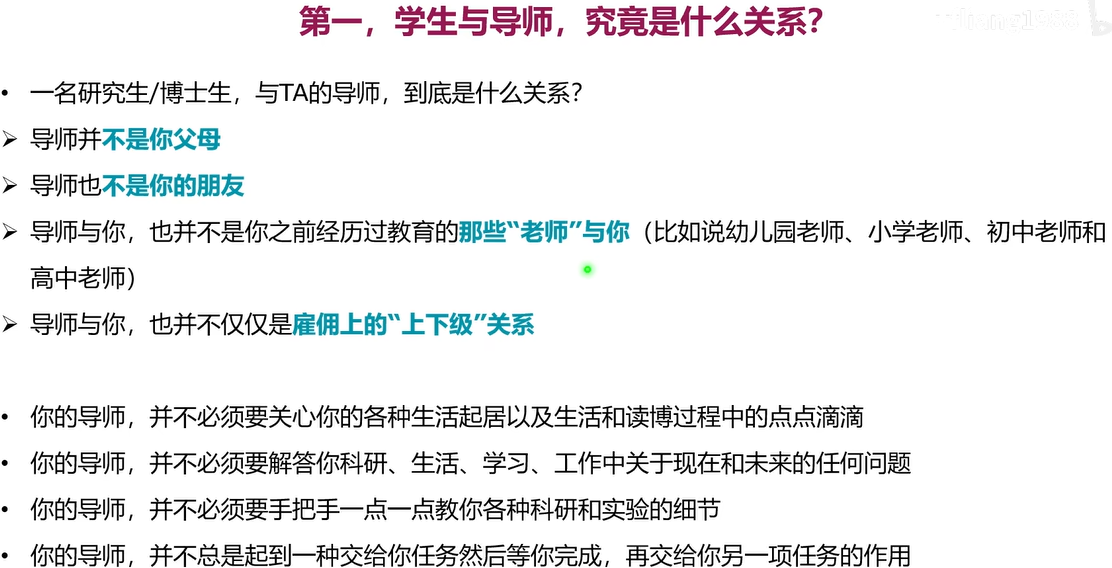 第一，学生与导师，究竟是什么关系？
• 一名研究生/博士生，与TA的导师，到底是什么关系？
➢ 导师并不是你父母
➢ 导师也不是你的朋友
➢ 导师与你，也并不是你之前经历过教育的那些“老师”与你（比如说幼儿园老师、小学老师、初中老师和
高中老师）
➢ 导师与你，也并不仅仅是雇佣上的“上下级”关系
• 你的导师，并不必须要关心你的各种生活起居以及生活和读博过程中的点点滴滴
• 你的导师，并不必须要解答你科研、生活、学习、工作中关于现在和未来的任何问题
• 你的导师，并不必须要手把手一点一点教你各种科研和实验的细节
• 你的导师，并不总是起到一种交给你任务然后等你完成，再交给你另一项任务的作用